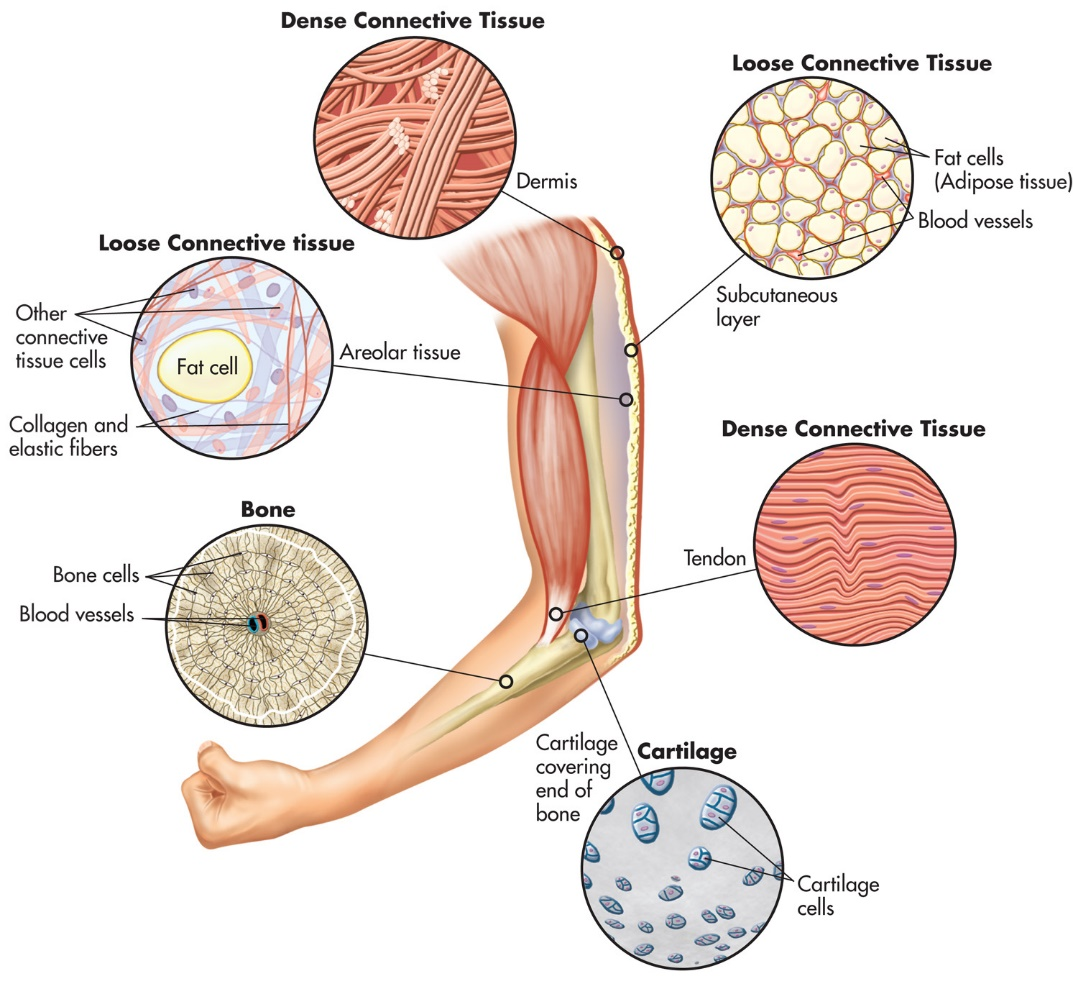 Dense Connective Tissue
Dermis
Loose Connective Tissue
Fat cells
(Adipose tissue)
Blood vessels
Subcutaneous
layer
Loose Connective tissue
Other
connective
tissue cells
Fat cell
Areolar tissue
Collagen and
elastic fibers
Dense Connective Tissue
Tendon
Bone
Bone cells
Blood vessels
Cartilage
covering
end of
bone
Cartilage
Cartilage
cells